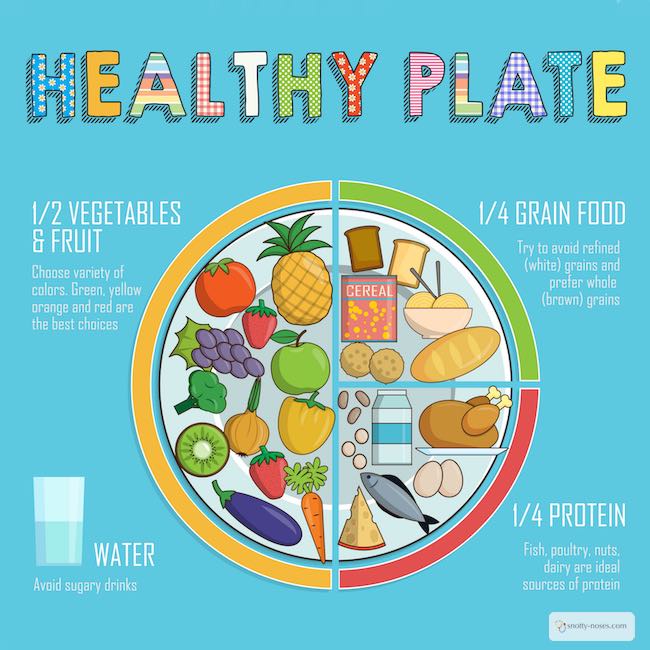 HEALTHY PLATE
1/2 VEGETABLES
& FRUIT
Choose variety of
colors. Green, yellow
orange and red are
the best choices
1/4 GRAIN FOOD
Try to avoid refined
(white) grains and
prefer whole
(brown) grains
CEREAL
WATER
Avoid sugary drinks
1/4 PROTEIN
Fish, poultry, nuts,
dairy are ideal
sources of protein
snotty-noses.com